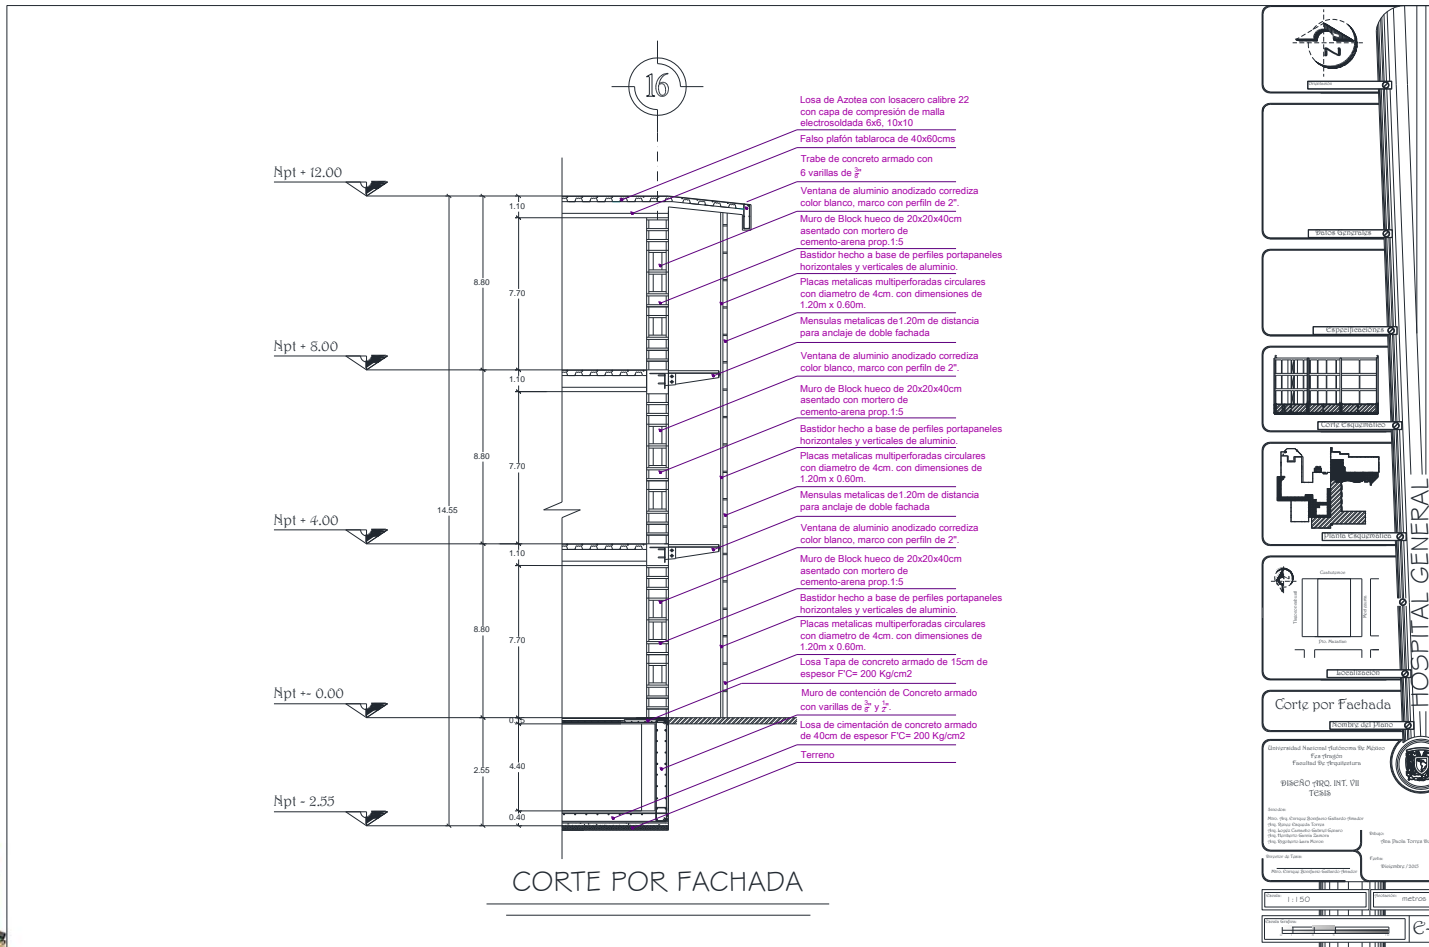 16
Losa de Azotea con losacero calibre 22
con capa de compresión de malla
electrosoldada 6x6, 10x10
Falso plafón tablaroca de 40x60cms
Trabe de concreto armado con
6 varillas de 3/8"
Ventana de aluminio anodizado corrediza
color blanco, marco con perfiln de 2".
Muro de Block hueco de 20x20x40cm
asentado con mortero de
cemento-arena prop.1:5
Bastidor hecho a base de perfiles portapaneles
horizontales y verticales de aluminio.
Placas metalicas multiperforadas circulares
con diametro de 4cm. con dimensiones de
1.20m x 0.60m.
Mensulas metalicas de1.20m de distancia
para anclaje de doble fachada
Ventana de aluminio anodizado corrediza
color blanco, marco con perfiln de 2".
Muro de Block hueco de 20x20x40cm
asentado con mortero de
cemento-arena prop.1:5
Bastidor hecho a base de perfiles portapaneles
horizontales y verticales de aluminio.
Placas metalicas multiperforadas circulares
con diametro de 4cm. con dimensiones de
1.20m x 0.60m.
Mensulas metalicas de1.20m de distancia
para anclaje de doble fachada
Ventana de aluminio anodizado corrediza
color blanco, marco con perfiln de 2".
Muro de Block hueco de 20x20x40cm
asentado con mortero de
cemento-arena prop.1:5
Bastidor hecho a base de perfiles portapaneles
horizontales y verticales de aluminio.
Placas metalicas multiperforadas circulares
con diametro de 4cm. con dimensiones de
1.20m x 0.60m.
Losa Tapa de concreto armado de 15cm de
espesor F'C= 200 Kg/cm2
Muro de contención de Concreto armado
con varillas de 3/8" y 1/2".
Losa de cimentación de concreto armado
de 40cm de espesor F'C= 200 Kg/cm2
Terreno
Npt + 12.00
Npt + 8.00
Npt + 4.00
Npt +- 0.00
Npt - 2.55
14.55
8.80
8.80
8.80
2.55
1.10
7.70
1.10
7.70
1.10
7.70
4.40
0.40
CORTE POR FACHADA
Datos Generales
Especificaciones
Corte Esquematico
Planta Esquematica
Localización
Corte por Fachada
Nombre del Plano
Universidad Nacional Autónoma De México
Fes Aragón
Facultad De Arquitectura
DISEÑO ARQ. INT. VII
TESIS
Fecha:
1:150
metros
HOSPITAL GENERAL